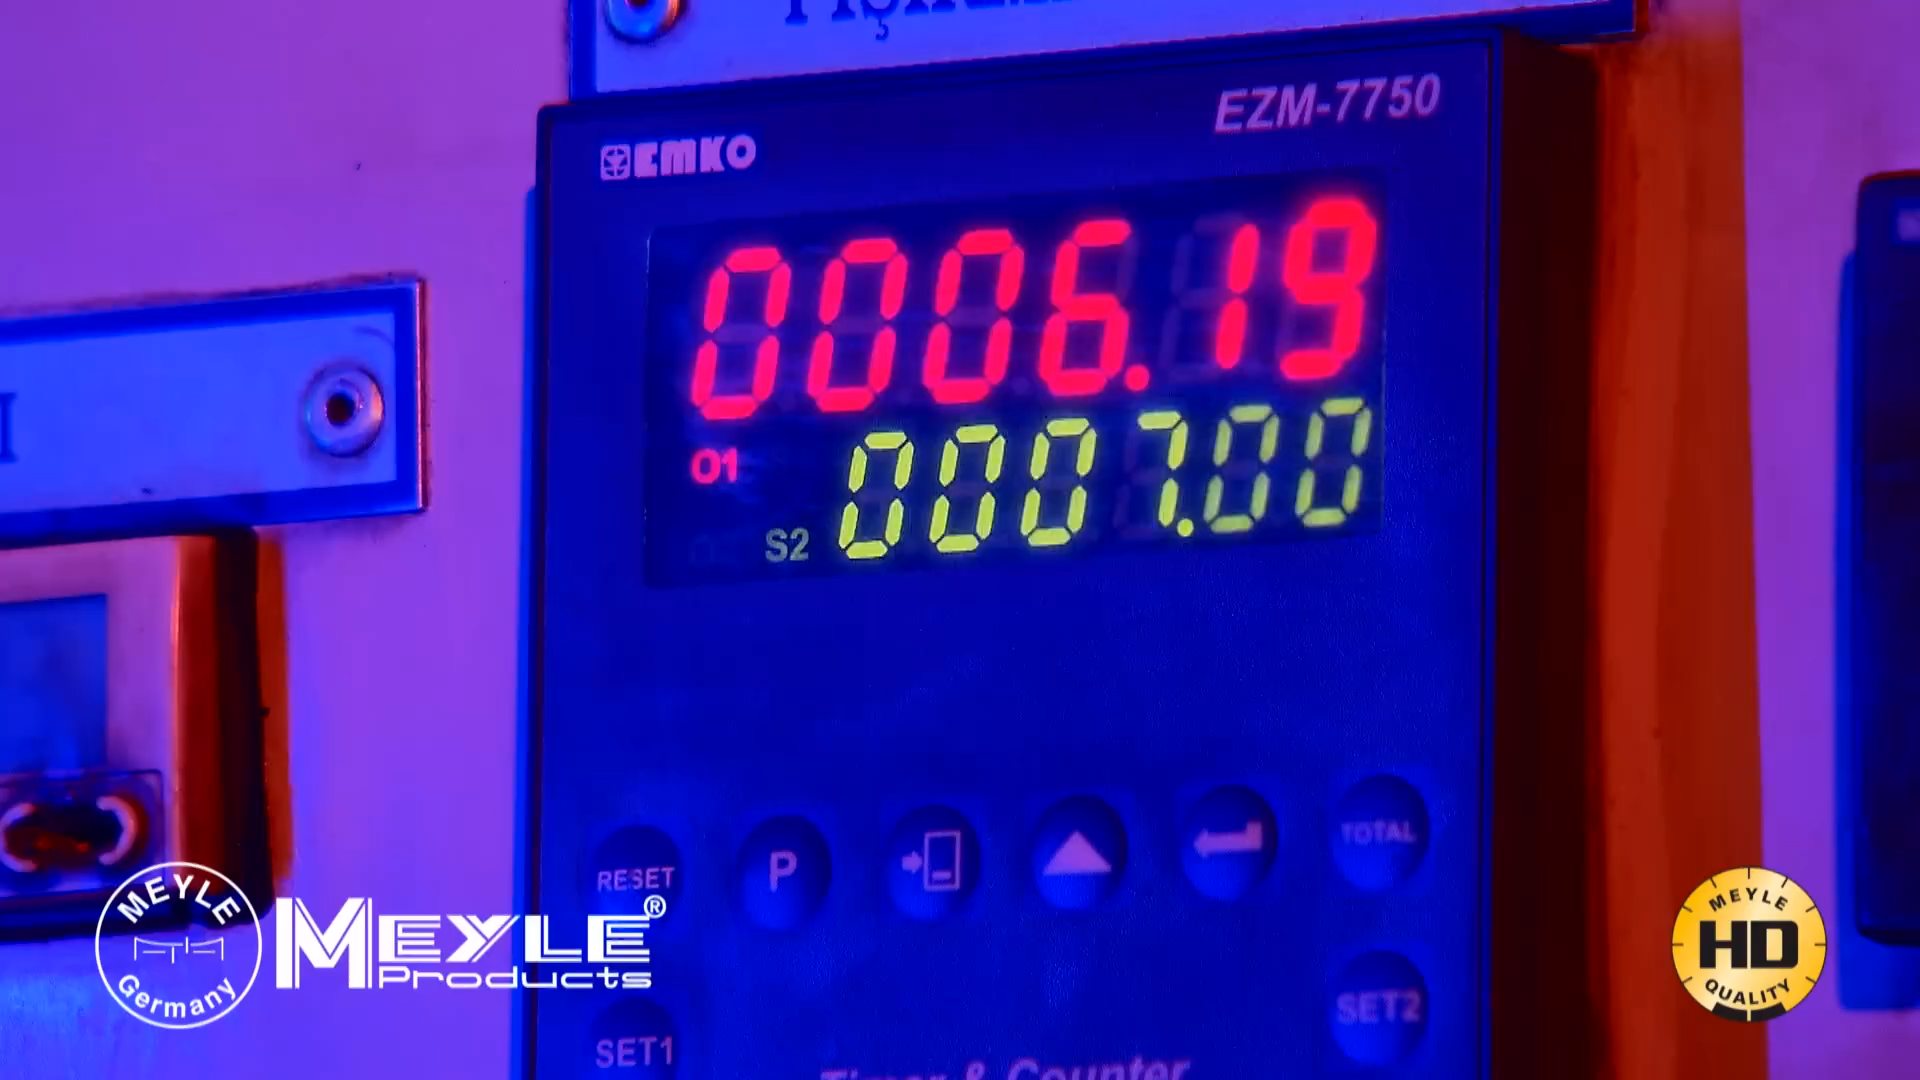 EZM-7750
EMKO
0006.19
O1
S2
0007.00
RESET
P
TOTAL
SET1
SET2
Timer & Counter
MEYLE
Germany
MEYLE®
Products
MEYLE
HD
QUALITY